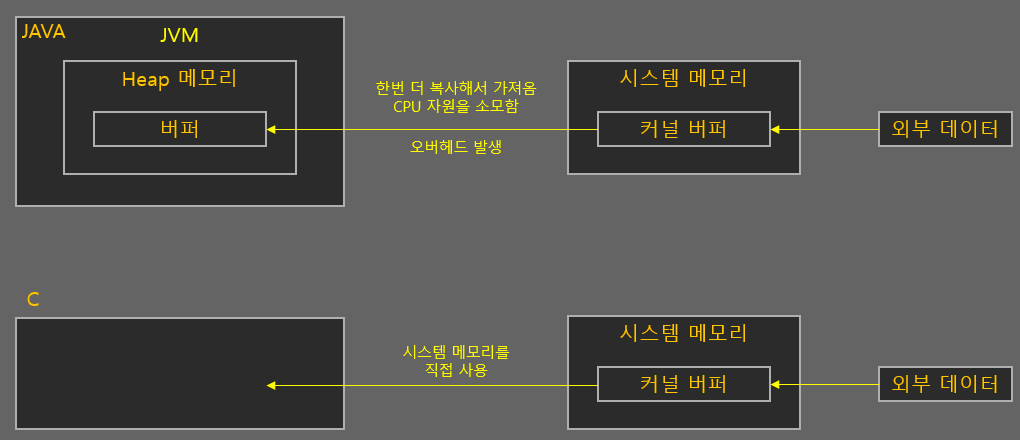 JAVA
JVM
Heap 메모리
버퍼
한번 더 복사해서 가져옴
CPU 자원을 소모함
오버헤드 발생
시스템 메모리
커널 버퍼
외부 데이터
C
시스템 메모리를
직접 사용
시스템 메모리
커널 버퍼
외부 데이터